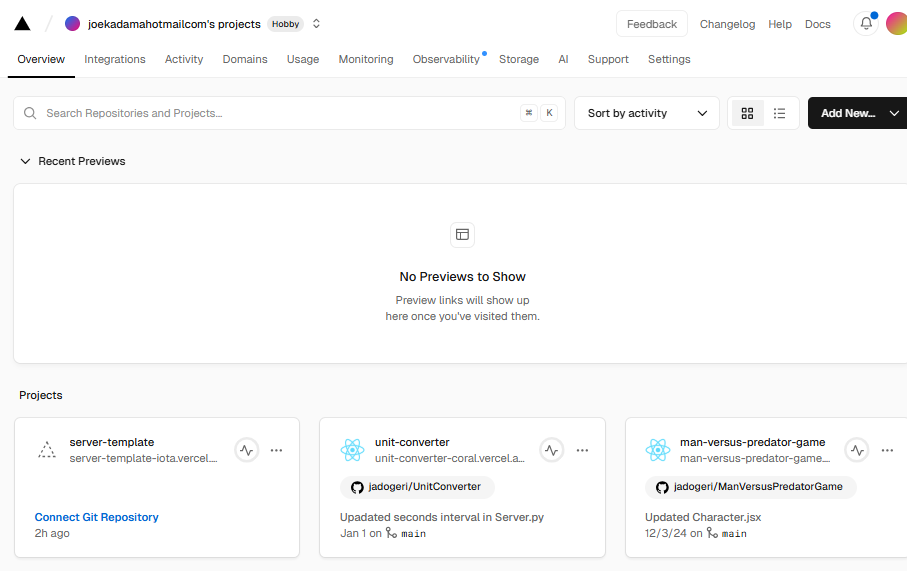 joekadamahotmailcom's projects Hobby
Feedback Changelog Help Docs
Overview Integrations Activity Domains Usage Monitoring Observability Storage AI Support Settings
Search Repositories and Projects... ⌘ K
Sort by activity
Add New...
Recent Previews
No Previews to Show
Preview links will show up
here once you've visited them.
Projects
server-template
server-template-iota.vercel....
Connect Git Repository
2h ago
unit-converter
unit-converter-coral.vercel.a...
jadogeri/UnitConverter
Upadated seconds interval in Server.py
Jan 1 on main
man-versus-predator-game
man-versus-predator-game....
jadogeri/ManVersusPredatorGame
Updated Character.jsx
12/3/24 on main